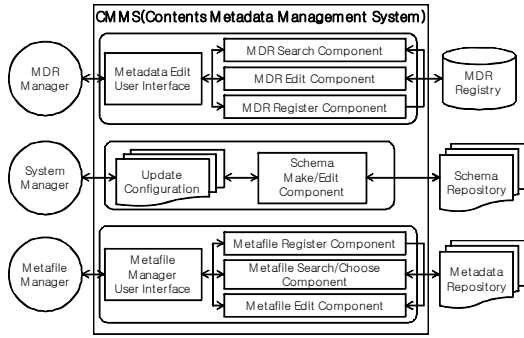 CMMS(Contents Metadata Management System)
MDR
Manager
Metadata Edit
User Interface
MDR Search Component
MDR Edit Component
MDR Register Component
MDR
Registry
System
Manager
Update
Configuration
Schema
Make/Edit
Component
Schema
Repository
Metafile
Manager
Metafile
Manager
User Interface
Metafile Register Component
Metafile Search/Choose
Component
Metafile Edit Component
Metadata
Repository